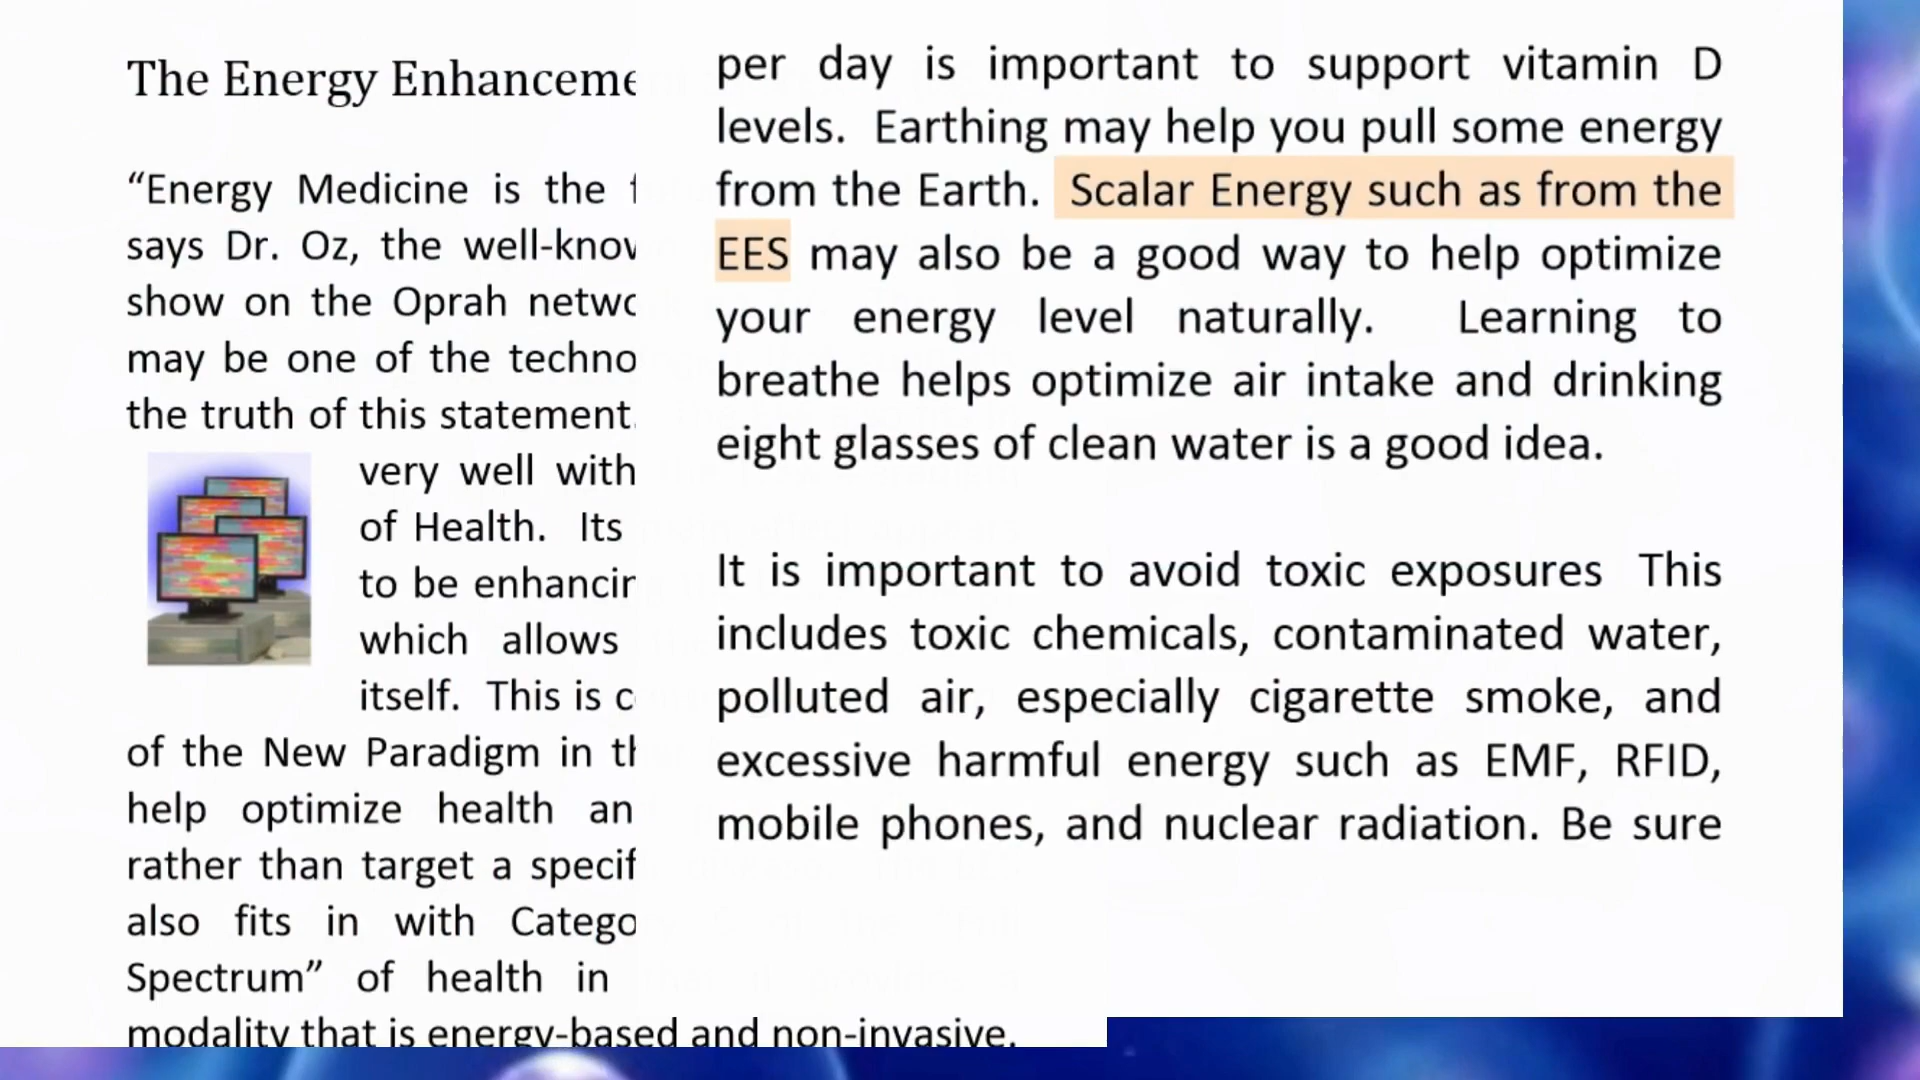 The Energy Enhanceme
“Energy Medicine is the
says Dr. Oz, the
show on the Oprah
may be one of the
the truth of this statement.
very well with
of Health. Its
to be
which allows
itself. This is
of the New Paradigm in
help optimize health
rather than target a
also fits in with
Spectrum” of health in
modality that is energy-based and non-invasive.
per day is important to support vitamin D
levels. Earthing may help you pull some energy
from the Earth. Scalar Energy such as from the
EES may also be a good way to help optimize
your energy level naturally. Learning to
breathe helps optimize air intake and drinking
eight glasses of clean water is a good idea.
It is important to avoid toxic exposures This
includes toxic chemicals, contaminated water,
polluted air, especially cigarette smoke, and
excessive harmful energy such as EMF, RFID,
mobile phones, and nuclear radiation. Be sure